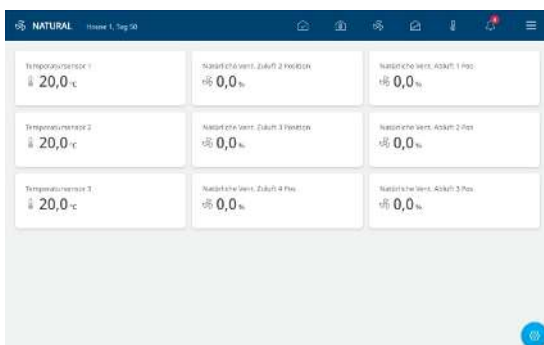 NATURAL House 1, Tag 50
Temperatursensor 1
20,0 °C
Natürliche Vent. Zuluft 2 Position
0,0 %
Natürliche Vent. Abluft 1 Pos.
0,0 %
Temperatursensor 2
20,0 °C
Natürliche Vent. Zuluft 3 Position
0,0 %
Natürliche Vent. Abluft 2 Pos.
0,0 %
Temperatursensor 3
20,0 °C
Natürliche Vent. Zuluft 4 Pos.
0,0 %
Natürliche Vent. Abluft 3 Pos.
0,0 %